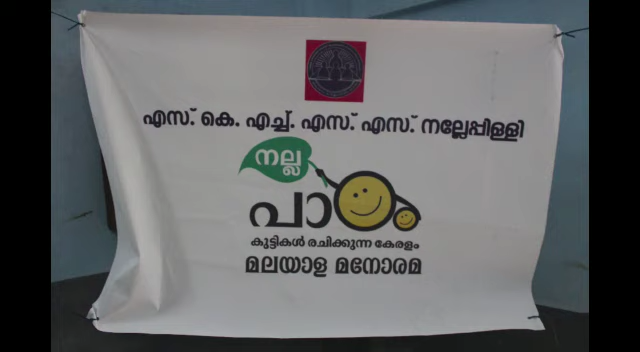 എസ്. കെ. എച്ച്. എസ്. എസ്. നല്ലേപ്പിള്ളി
നല്ല
പാഠം
കുട്ടികൾ രചിക്കുന്ന കേരളം
മലയാള മനോരമ